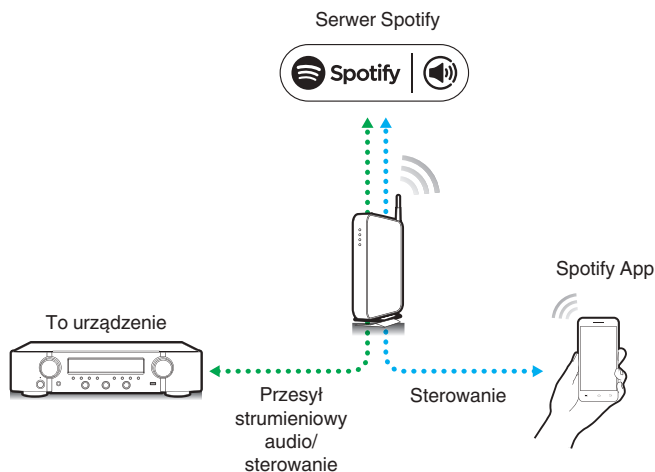 Serwer Spotify
Spotify
Spotify App
To urządzenie
Przesył
strumieniowy
audio/
sterowanie
Sterowanie